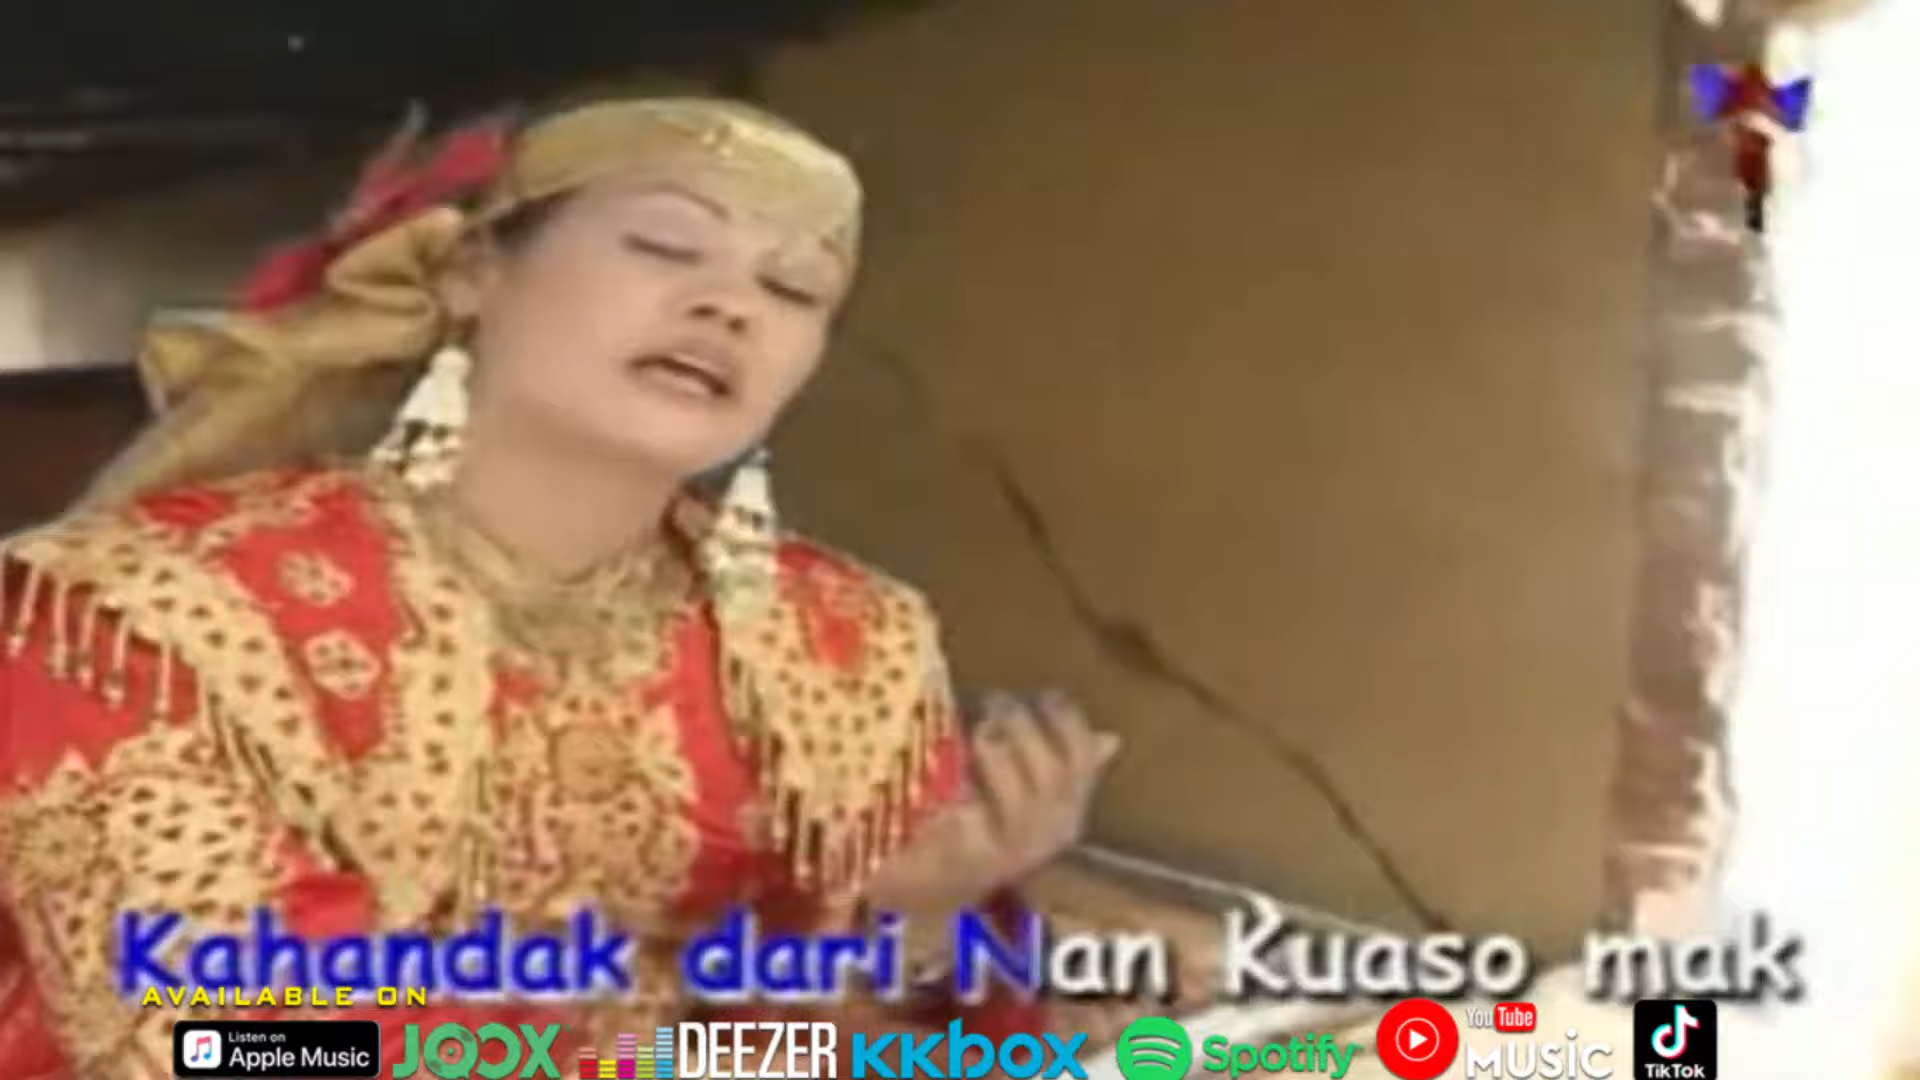 Kahandak dari Nan Kuaso mak
AVAILABLE ON
Listen on
Apple Music JOOX DEEZER KKBOX Spotify YouTube MUSIC TikTok